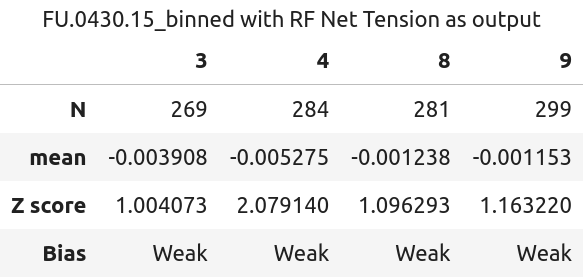 FU.0430.15_binned with RF Net Tension as output
3 4 8 9
N 269 284 281 299
mean -0.003908 -0.005275 -0.001238 -0.001153
Z score 1.004073 2.079140 1.096293 1.163220
Bias Weak Weak Weak Weak